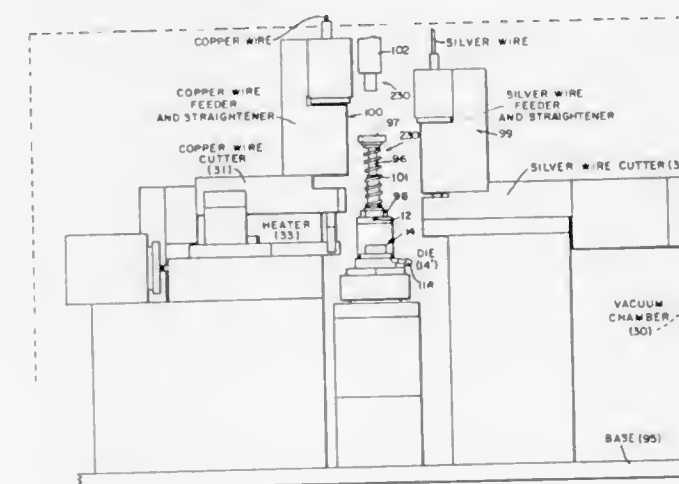 COPPER WIRE
102
SILVER WIRE
COPPER WIRE
FEEDER
AND STRAIGHTENER
230
100
SILVER WIRE
FEEDER
AND STRAIGHTENER
97
230
99
96
COPPER WIRE
CUTTER
(31)
101
SILVER WIRE CUTTER (3
98
12
HEATER
(33)
14
DIE
(14')
11A
VACUUM
CHAMBER
(30)
BASE (95)